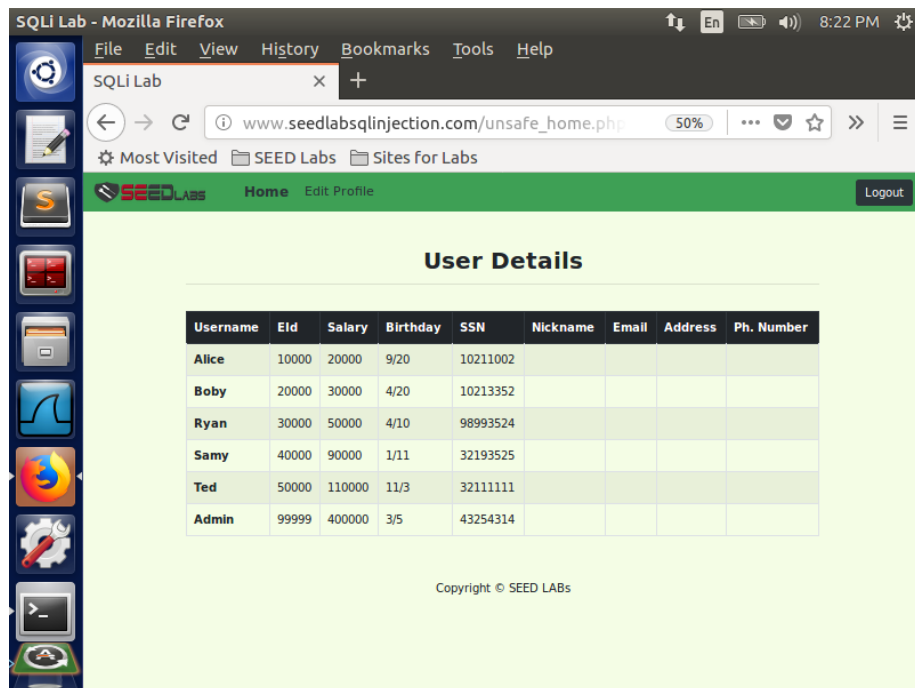 SQLi Lab - Mozilla Firefox En 8:22 PM
File Edit View History Bookmarks Tools Help
SQLi Lab
www.seedlabsqlinjection.com/unsafe_home.php 50%
Most Visited SEED Labs Sites for Labs
SEEDLABS Home Edit Profile Logout
User Details
Username EId Salary Birthday SSN Nickname Email Address Ph. Number
Alice 10000 20000 9/20 10211002
Boby 20000 30000 4/20 10213352
Ryan 30000 50000 4/10 98993524
Samy 40000 90000 1/11 32193525
Ted 50000 110000 11/3 32111111
Admin 99999 400000 3/5 43254314
Copyright © SEED LABs